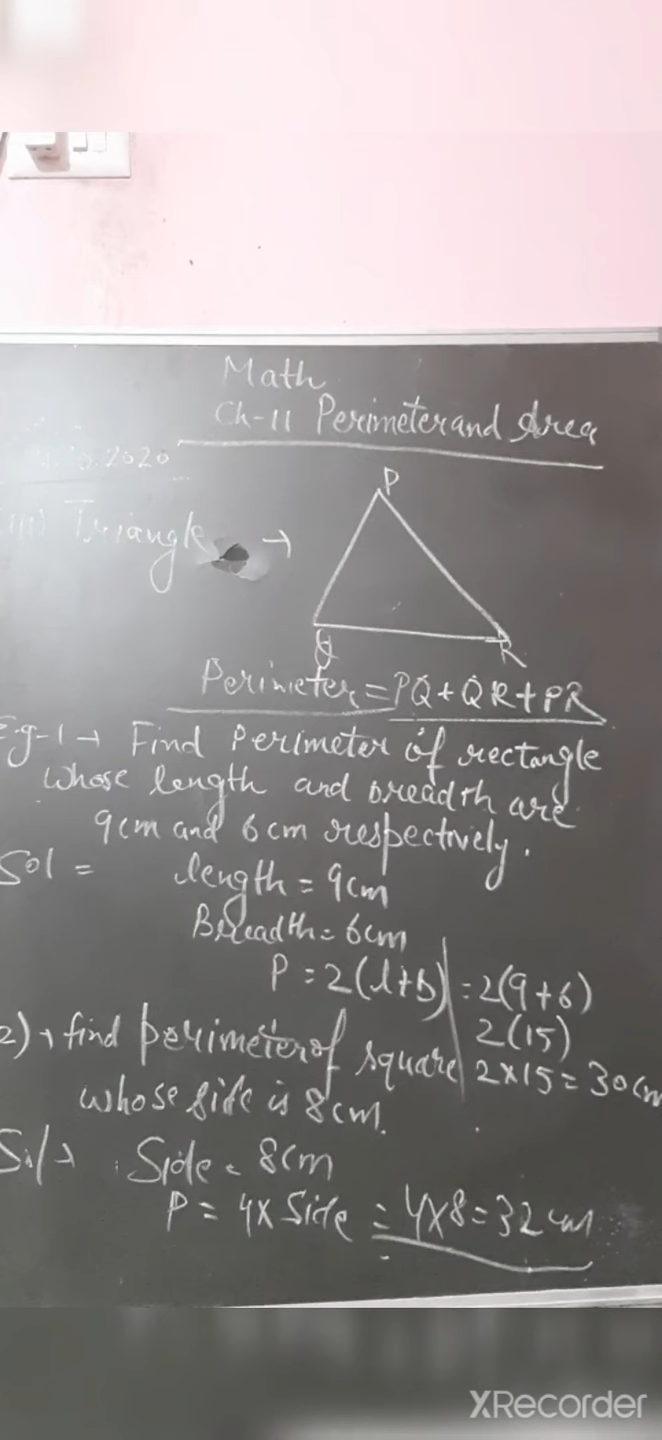 Math
Ch-11 Perimeter and Area
2020
(iii) Triangle →
P
Q
R
Perimeter = PQ+QR+PR
Eg-1 → Find Perimeter of rectangle
whose length and breadth are
9cm and 6cm respectively.
Sol = length = 9cm
Breadth = 6cm
P = 2(l+b) = 2(9+6)
2(15)
2×15 = 30cm
2) → find perimeter of square
whose side is 8cm.
Sol → Side = 8cm
P = 4× Side = 4×8 = 32cm
XRecorder